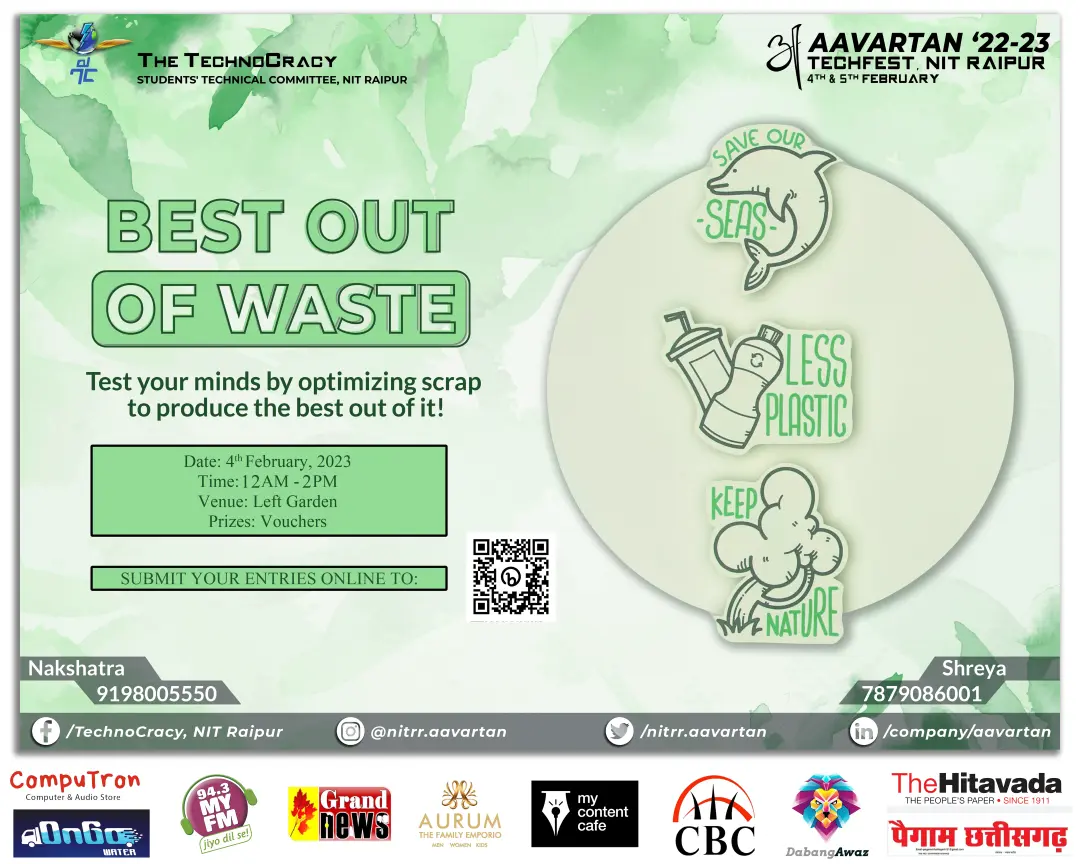 THE TECHNOCRACY
STUDENTS' TECHNICAL COMMITTEE, NIT RAIPUR
AAVARTAN ‘22-23
TECHFEST, NIT RAIPUR
4TH & 5TH FEBRUARY
BEST OUT
OF WASTE
Test your minds by optimizing scrap
to produce the best out of it!
Date: 4th February, 2023
Time: 12AM - 2PM
Venue: Left Garden
Prizes: Vouchers
SUBMIT YOUR ENTRIES ONLINE TO:
SAVE OUR
-SEAS-
LESS
PLASTIC
KEEP
NATURE
Nakshatra
9198005550
Shreya
7879086001
/TechnoCracy, NIT Raipur
@nitrr.aavartan
/nitrr.aavartan
/company/aavartan
CompuTron
Computer & Audio Store
OnGo
WATER
94.3
MY
FM
jiyo dil se!
Grand
news
AURUM
THE FAMILY EMPORIO
MEN WOMEN KIDS
my
content
cafe
CBC
DabangAwaz
TheHitavada
THE PEOPLE'S PAPER • SINCE 1911
पैगाम छत्तीसगढ़